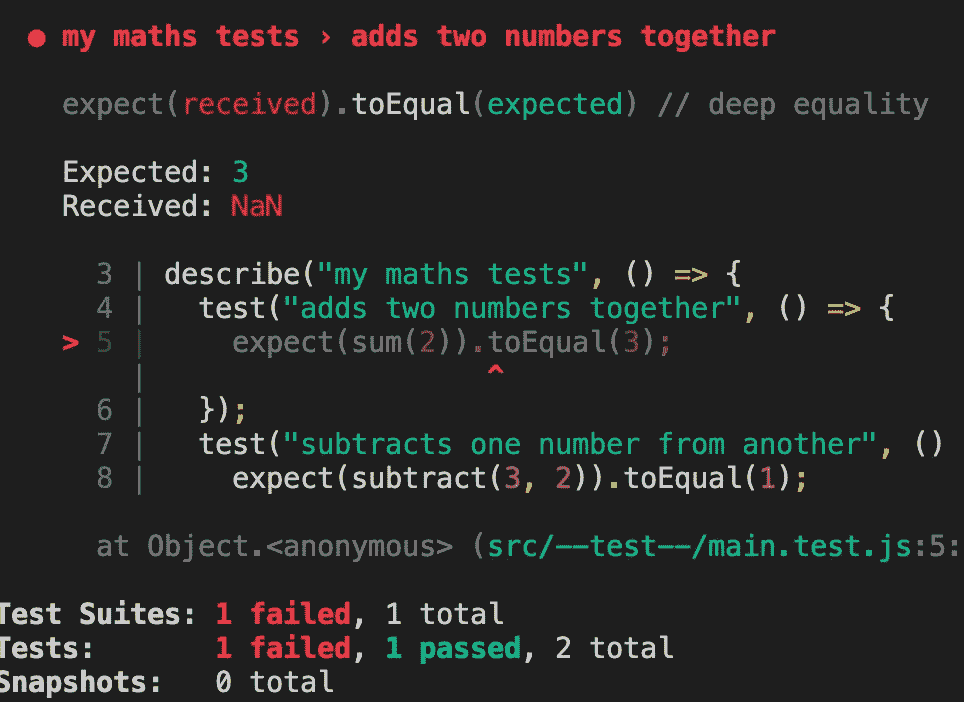 ● my maths tests › adds two numbers together
expect(received).toEqual(expected) // deep equality
Expected: 3
Received: NaN
3 | describe("my maths tests", () => {
4 |   test("adds two numbers together", () => {
> 5 |     expect(sum(2)).toEqual(3);
|                    ^
6 |   });
7 |   test("subtracts one number from another", ()
8 |     expect(subtract(3, 2)).toEqual(1);
at Object.<anonymous> (src/--test--/main.test.js:5:
Test Suites: 1 failed, 1 total
Tests:       1 failed, 1 passed, 2 total
Snapshots:   0 total